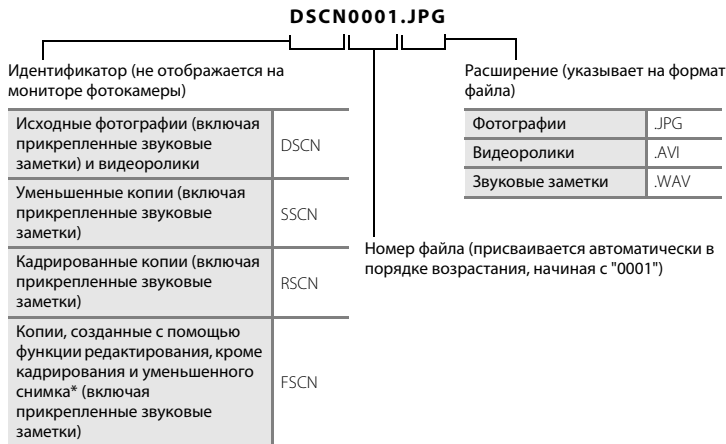 DSCN0001.JPG
Идентификатор (не отображается на
мониторе фотокамеры)
Исходные фотографии (включая
прикрепленные звуковые
заметки) и видеоролики
DSCN
Уменьшенные копии (включая
прикрепленные звуковые
заметки)
SSCN
Кадрированные копии (включая
прикрепленные звуковые
заметки)
RSCN
Копии, созданные с помощью
функции редактирования, кроме
кадрирования и уменьшенного
снимка* (включая
прикрепленные звуковые
заметки)
FSCN
Расширение (указывает на формат
файла)
Фотографии .JPG
Видеоролики .AVI
Звуковые заметки .WAV
Номер файла (присваивается автоматически в
порядке возрастания, начиная с "0001")